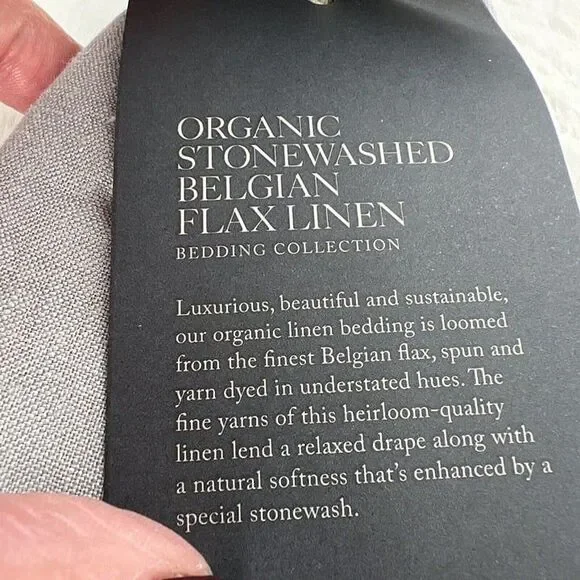 ORGANIC
STONEWASHED
BELGIAN
FLAX LINEN
BEDDING COLLECTION
Luxurious, beautiful and sustainable,
our organic linen bedding is loomed
from the finest Belgian flax, spun and
yarn dyed in understated hues. The
fine yarns of this heirloom-quality
linen lend a relaxed drape along with
a natural softness that's enhanced by a
special stonewash.